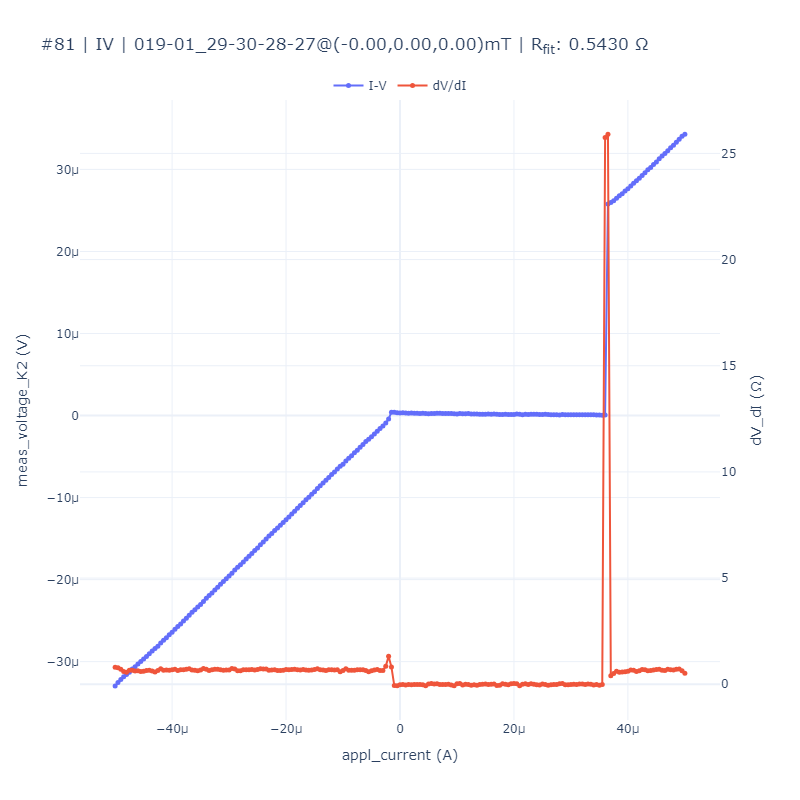 #81 | IV | 019-01_29-30-28-27@(-0.00,0.00,0.00)mT | Rfit: 0.5430 Ω
I-V
dV/dI
30μ
20μ
10μ
0
−10μ
−20μ
−30μ
meas_voltage_K2 (V)
25
20
15
10
5
0
dV_dI (Ω)
−40μ
−20μ
0
20μ
40μ
appl_current (A)